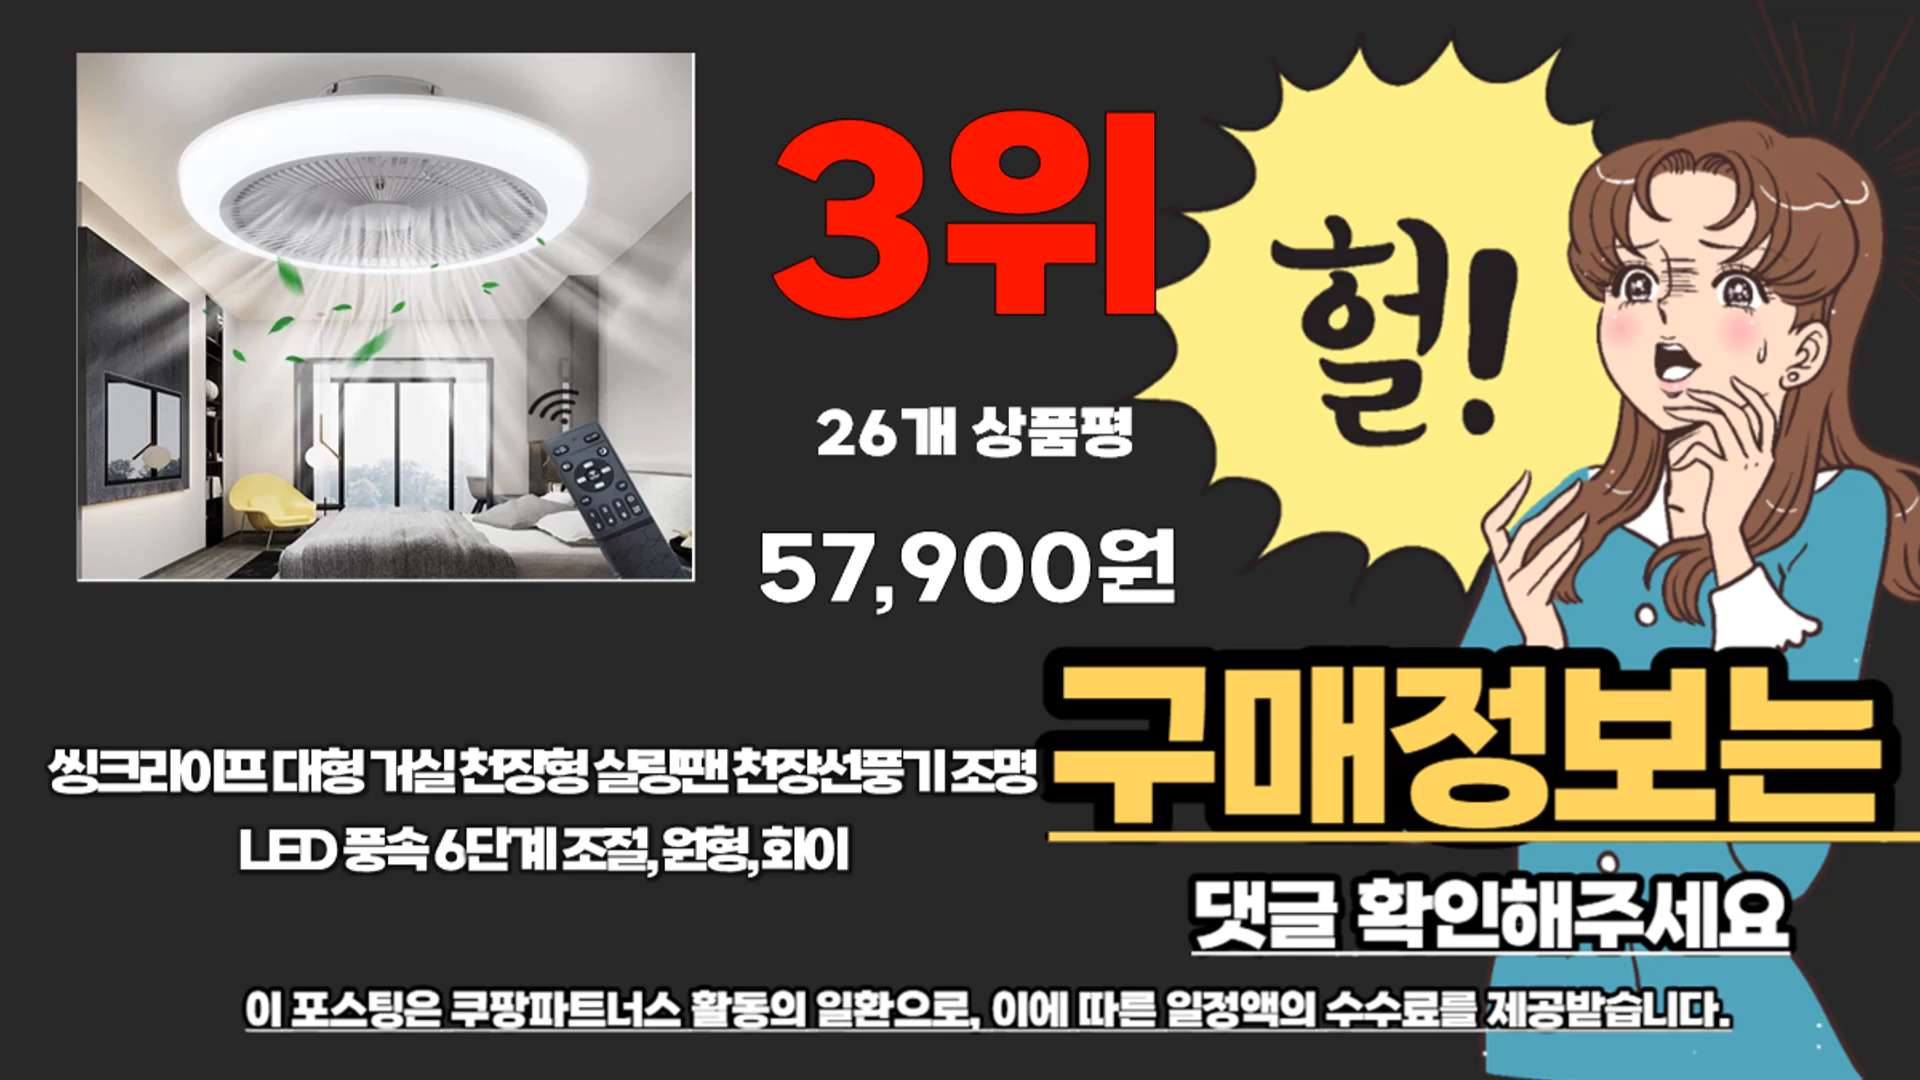 3위
헬!
26개 상품평
57,900원
구매정보는
씽크라이프 대형 거실 천장형 실링팬 천장선풍기 조명
LED 풍속 6단계 조절, 원형, 화이
댓글 확인해주세요
이 포스팅은 쿠팡파트너스 활동의 일환으로, 이에 따른 일정액의 수수료를 제공받습니다.